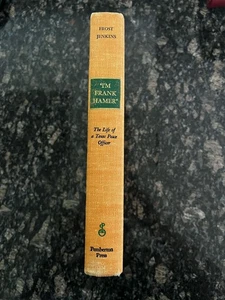 FROST
JENKINS
"I'M
FRANK
HAMER"
The Life of
a Texas Peace
Officer
Pemberton
Press